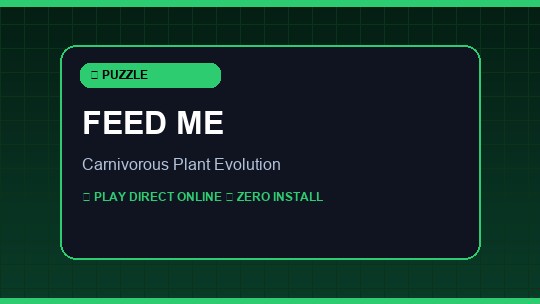 PUZZLE
FEED ME
Carnivorous Plant Evolution
PLAY DIRECT ONLINE ZERO INSTALL